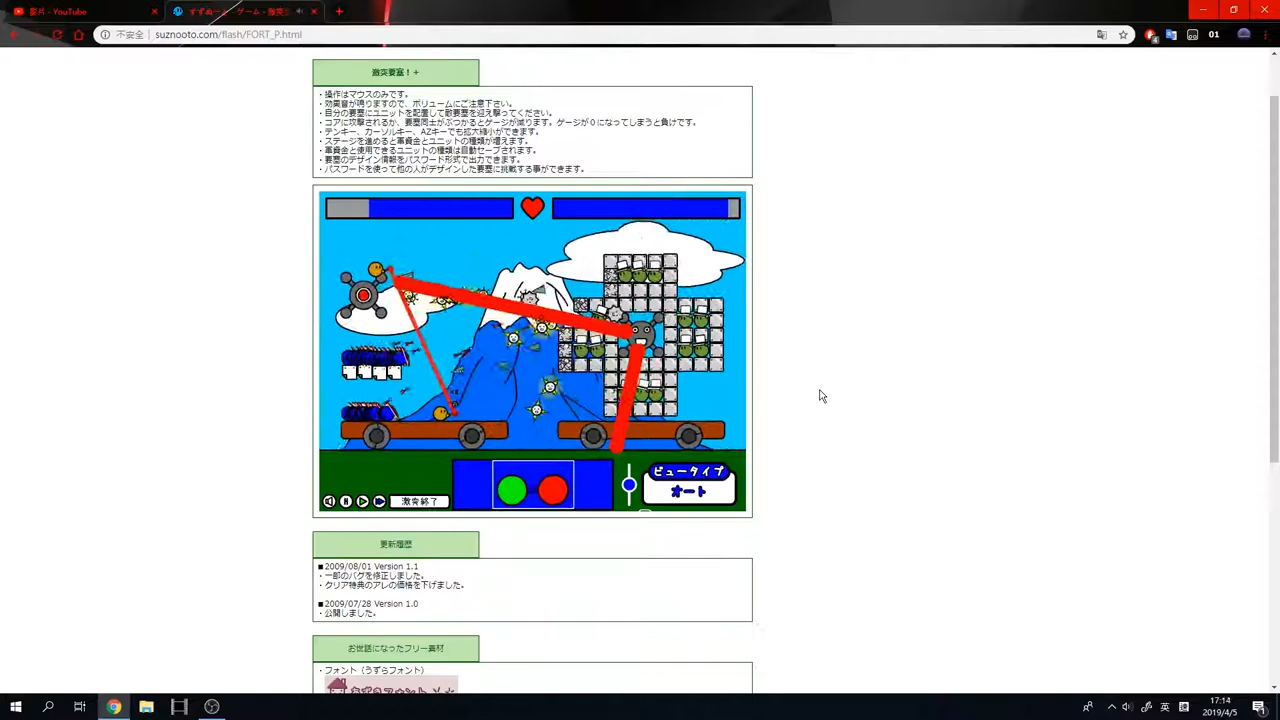 影片 - YouTube
すずぬーと - ゲーム - 激突
不安全
suznooto.com/flash/FORT_P.html
4
01
激突要塞！+
・操作はマウスのみです。
・効果音が鳴りますので、ボリュームにご注意下さい。
・自分の要塞にユニットを配置して敵要塞を迎え撃ってください。
・コアに攻撃されるか、要塞同士がぶつかるとゲージが減ります。ゲージが０になってしまうと負けです。
・テンキー、カーソルキー、AZキーでも拡大縮小ができます。
・ステージを進めると軍資金とユニットの種類が増えます。
・軍資金と使用できるユニットの種類は自動セーブされます。
・要塞のデザイン情報をパスワード形式で出力できます。
・パスワードを使って他の人がデザインした要塞に挑戦する事ができます。
ビュータイプ
オート
激突終了
更新履歴
■2009/08/01 Version 1.1
・一部のバグを修正しました。
・クリア特典のアレの価格を下げました。
■2009/07/28 Version 1.0
・公開しました。
お世話になったフリー素材
・フォント（うずらフォント）
英
17:14
2019/4/5
1